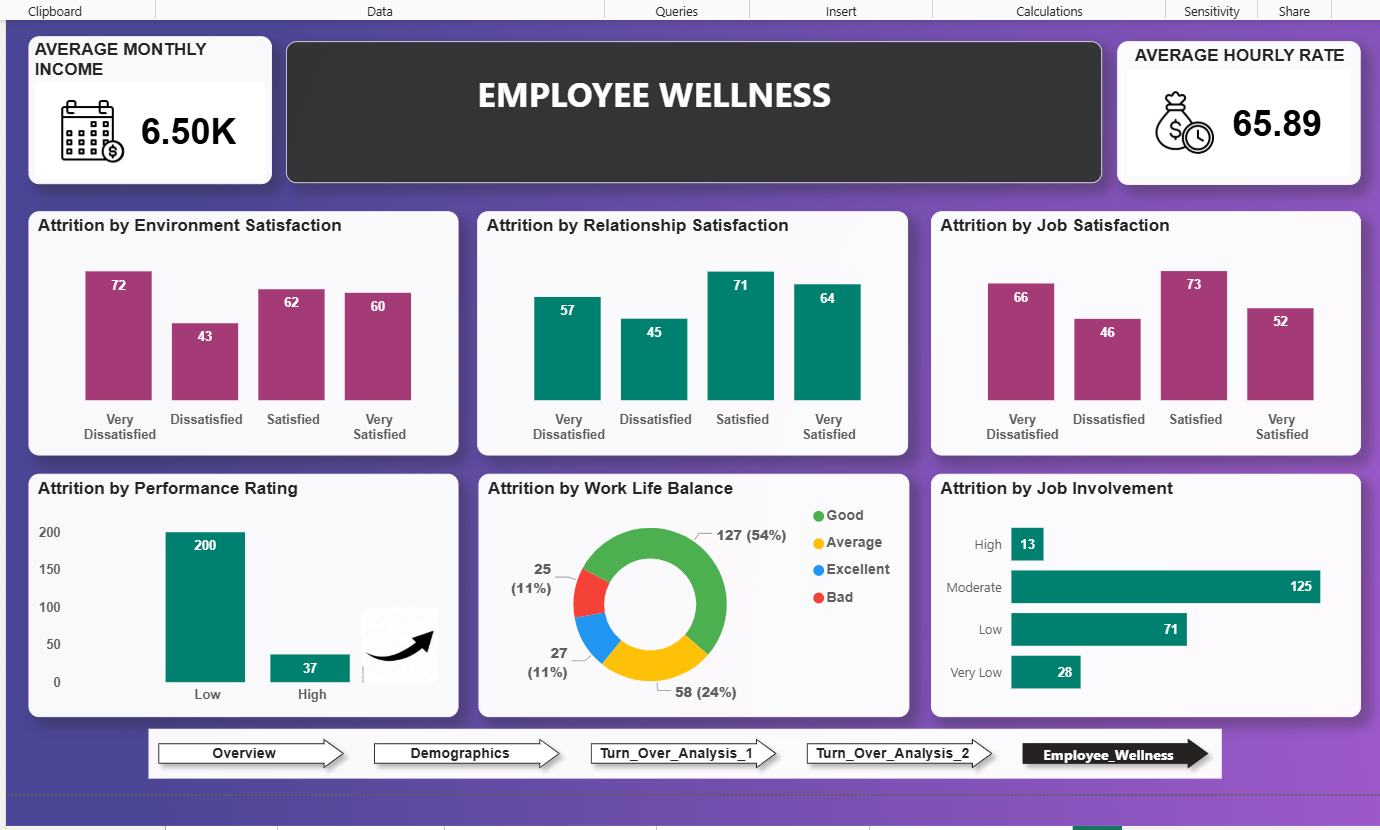 Clipboard
Data
Queries
Insert
Calculations
Sensitivity
Share
AVERAGE MONTHLY
INCOME
6.50K
EMPLOYEE WELLNESS
AVERAGE HOURLY RATE
65.89
Attrition by Environment Satisfaction
72
43
62
60
Very
Dissatisfied
Dissatisfied
Satisfied
Very
Satisfied
Attrition by Relationship Satisfaction
57
45
71
64
Very
Dissatisfied
Dissatisfied
Satisfied
Very
Satisfied
Attrition by Job Satisfaction
66
46
73
52
Very
Dissatisfied
Dissatisfied
Satisfied
Very
Satisfied
Attrition by Performance Rating
200
150
100
50
0
200
37
Low
High
Attrition by Work Life Balance
Good
Average
Excellent
Bad
127 (54%)
25
(11%)
27
(11%)
58 (24%)
Attrition by Job Involvement
High
13
Moderate
125
Low
71
Very Low
28
Overview
Demographics
Turn_Over_Analysis_1
Turn_Over_Analysis_2
Employee_Wellness